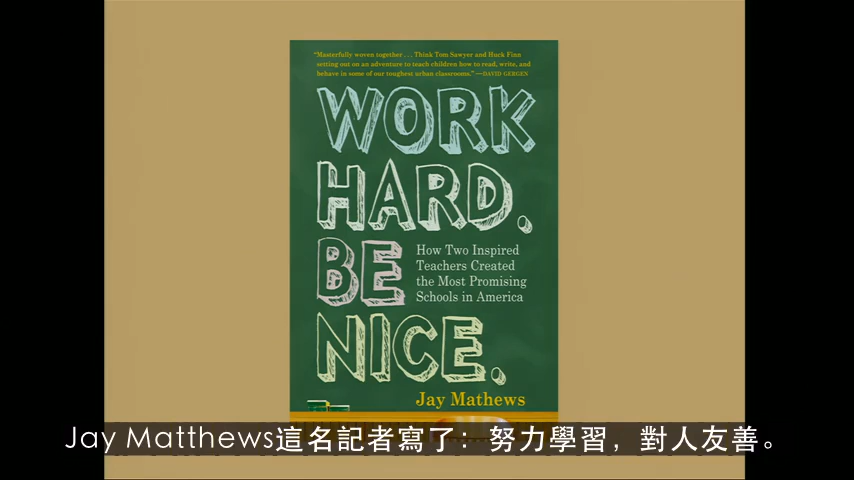 “Masterfully woven together . . . Think Tom Sawyer and Huck Finn
setting out on an adventure to teach children how to read, write, and
behave in some of our toughest urban classrooms.” —DAVID GERGEN
WORK
HARD.
BE
How Two Inspired
Teachers Created
the Most Promising
Schools in America
NICE.
Jay Mathews
Jay Matthews這名記者寫了：努力學習，對人友善。